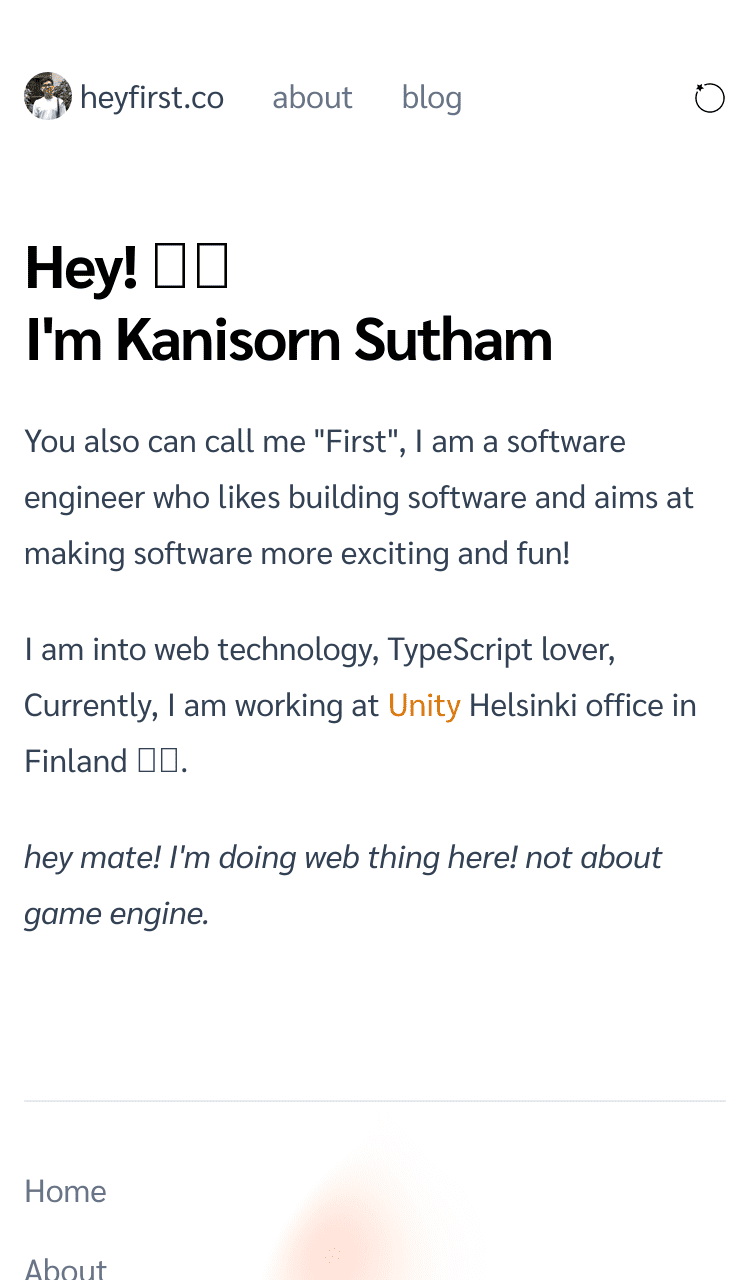 heyfirst.co about blog
Hey!
I'm Kanisorn Sutham
You also can call me "First", I am a software
engineer who likes building software and aims at
making software more exciting and fun!
I am into web technology, TypeScript lover,
Currently, I am working at Unity Helsinki office in
Finland .
hey mate! I'm doing web thing here! not about
game engine.
Home
About